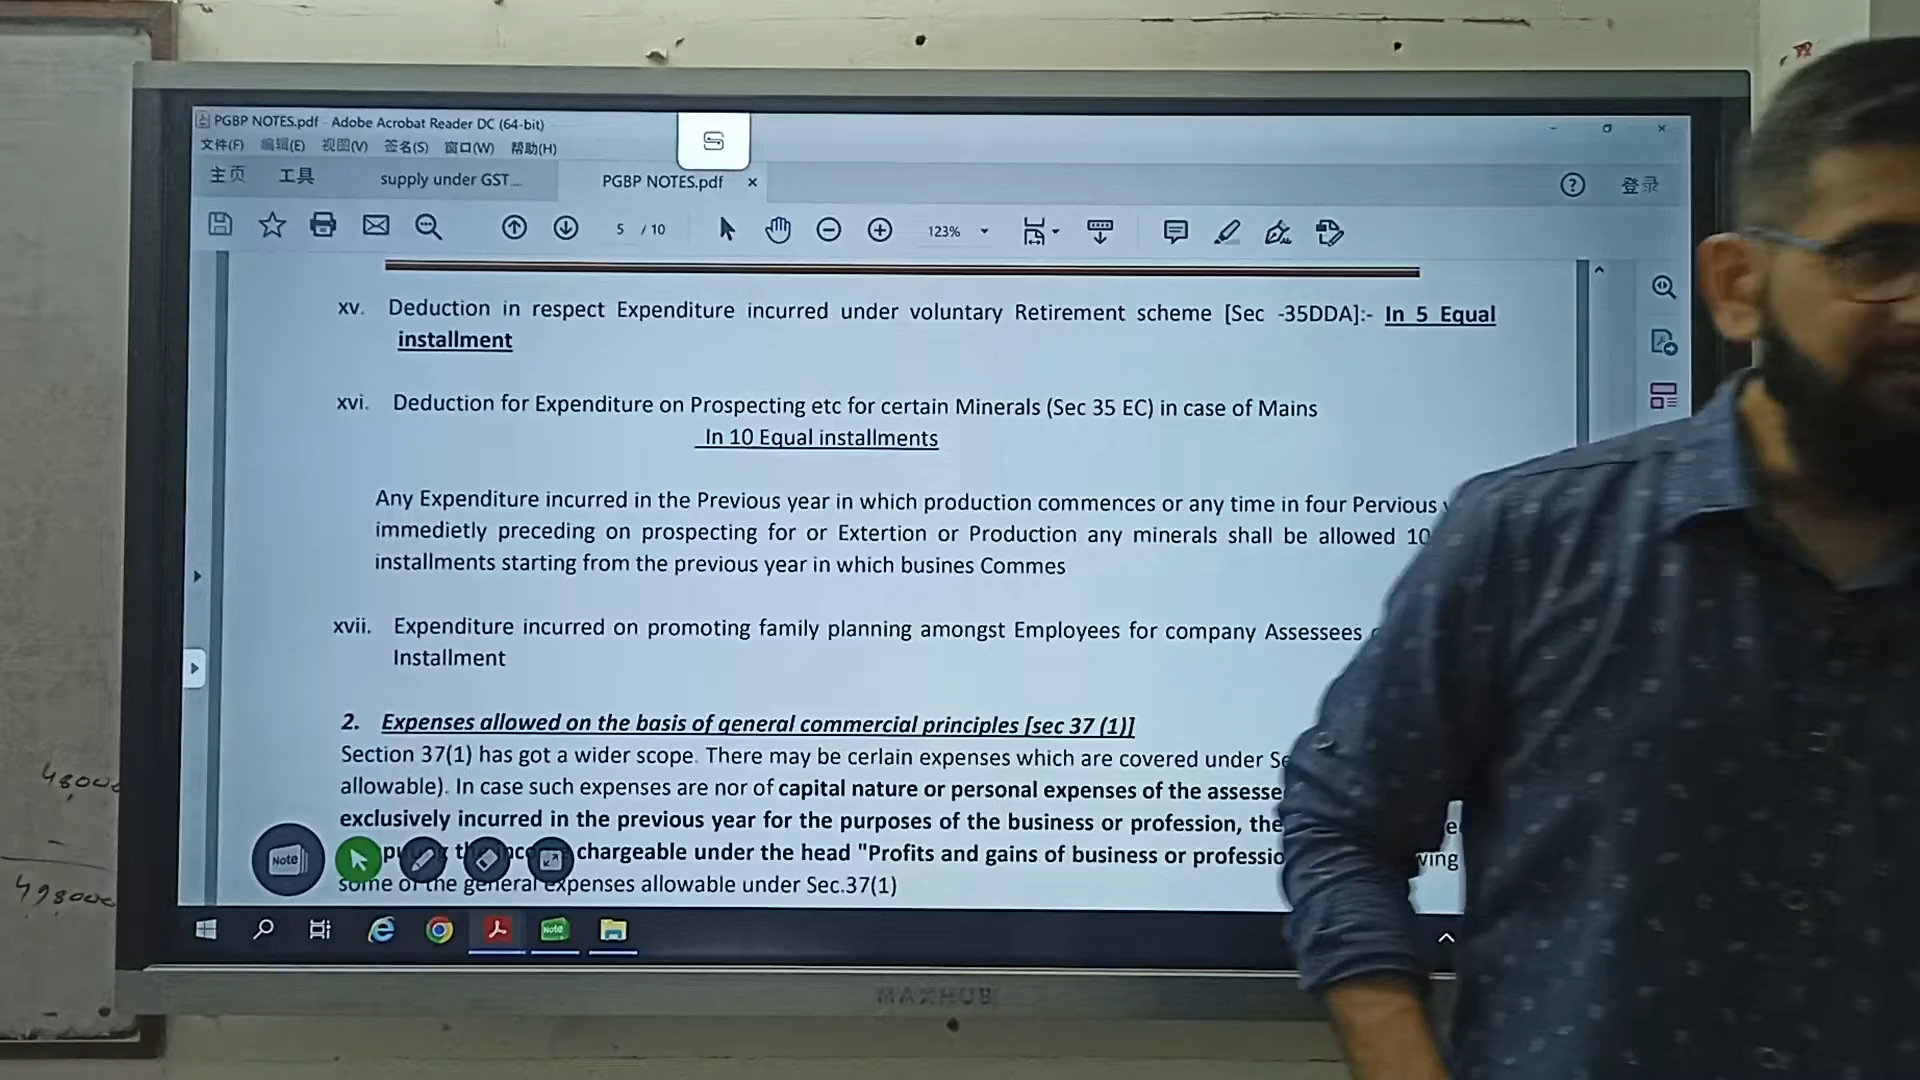 PGBP NOTES.pdf - Adobe Acrobat Reader DC (64-bit)
文件(F) 编辑(E) 视图(V) 签名(S) 窗口(W) 帮助(H)
主页 工具 supply under GST... PGBP NOTES.pdf × ? 登录
5 / 10 123%
xv. Deduction in respect Expenditure incurred under voluntary Retirement scheme [Sec -35DDA]:- In 5 Equal
installment
xvi. Deduction for Expenditure on Prospecting etc for certain Minerals (Sec 35 EC) in case of Mains
In 10 Equal installments
Any Expenditure incurred in the Previous year in which production commences or any time in four Pervious
immedietly preceding on prospecting for or Extertion or Production any minerals shall be allowed 10
installments starting from the previous year in which busines Commes
xvii. Expenditure incurred on promoting family planning amongst Employees for company Assessees
Installment
2. Expenses allowed on the basis of general commercial principles [sec 37 (1)]
Section 37(1) has got a wider scope. There may be cerlain expenses which are covered under
allowable). In case such expenses are nor of capital nature or personal expenses of the
exclusively incurred in the previous year for the purposes of the business or profession,
chargeable under the head "Profits and gains of business or
some of the general expenses allowable under Sec.37(1)
Note
Note
MAXHUB
498000